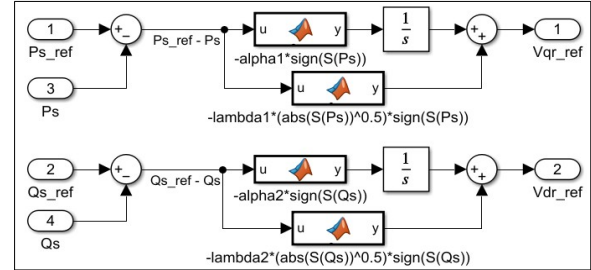 1
Ps_ref
+
−
Ps_ref - Ps
u
y
-alpha1*sign(S(Ps))
1
s
+
+
1
Vqr_ref
3
Ps
u
y
-lambda1*(abs(S(Ps))^0.5)*sign(S(Ps))
2
Qs_ref
+
−
Qs_ref - Qs
u
y
-alpha2*sign(S(Qs))
1
s
+
+
2
Vdr_ref
4
Qs
u
y
-lambda2*(abs(S(Qs))^0.5)*sign(S(Qs))